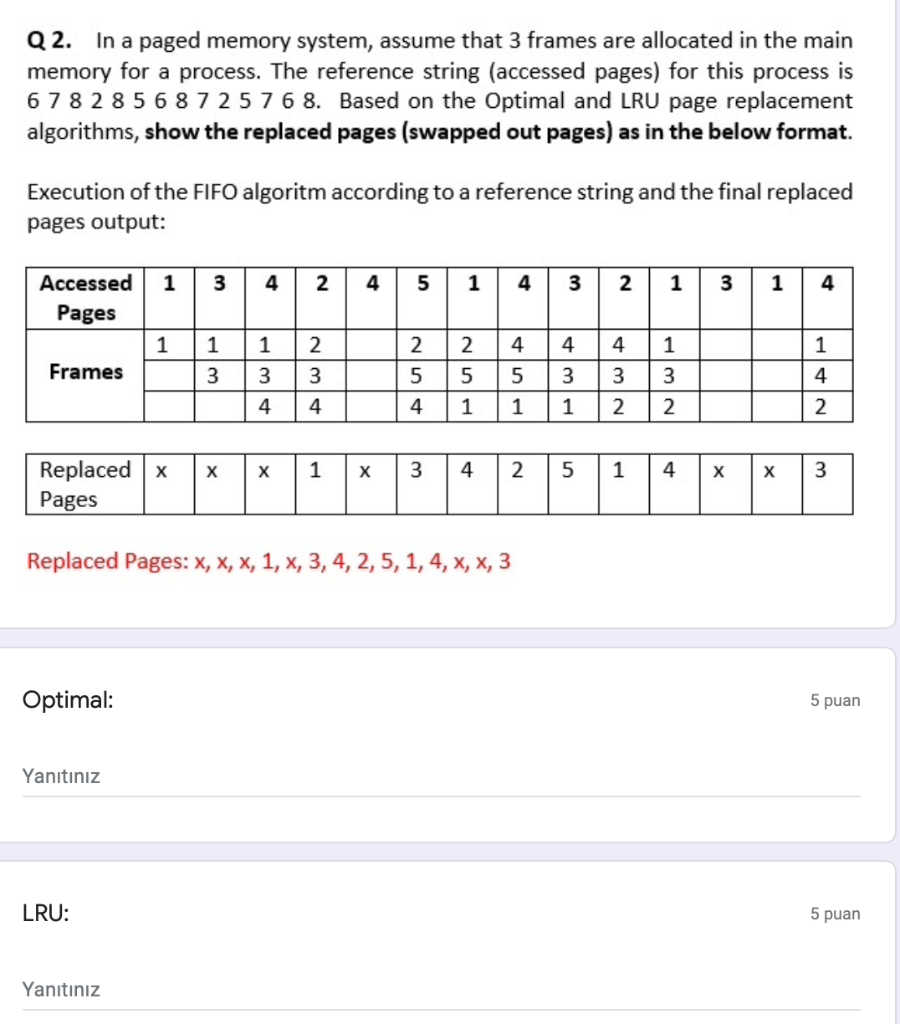 Q 2. In a paged memory system, assume that 3 frames are allocated in the main
memory for a process. The reference string (accessed pages) for this process is
6 7 8 2 8 5 6 8 7 2 5 7 6 8. Based on the Optimal and LRU page replacement
algorithms, show the replaced pages (swapped out pages) as in the below format.
Execution of the FIFO algoritm according to a reference string and the final replaced
pages output:
Accessed Pages 1 3 4 2 4 5 1 4 3 2 1 3 1 4
Frames
1 1 1 2 2 2 4 4 4 1 1
3 3 3 5 5 5 3 3 3 4
4 4 4 1 1 1 2 2 2
Replaced Pages x x x 1 x 3 4 2 5 1 4 x x 3
Replaced Pages: x, x, x, 1, x, 3, 4, 2, 5, 1, 4, x, x, 3
Optimal: 5 puan
Yanıtınız
LRU: 5 puan
Yanıtınız